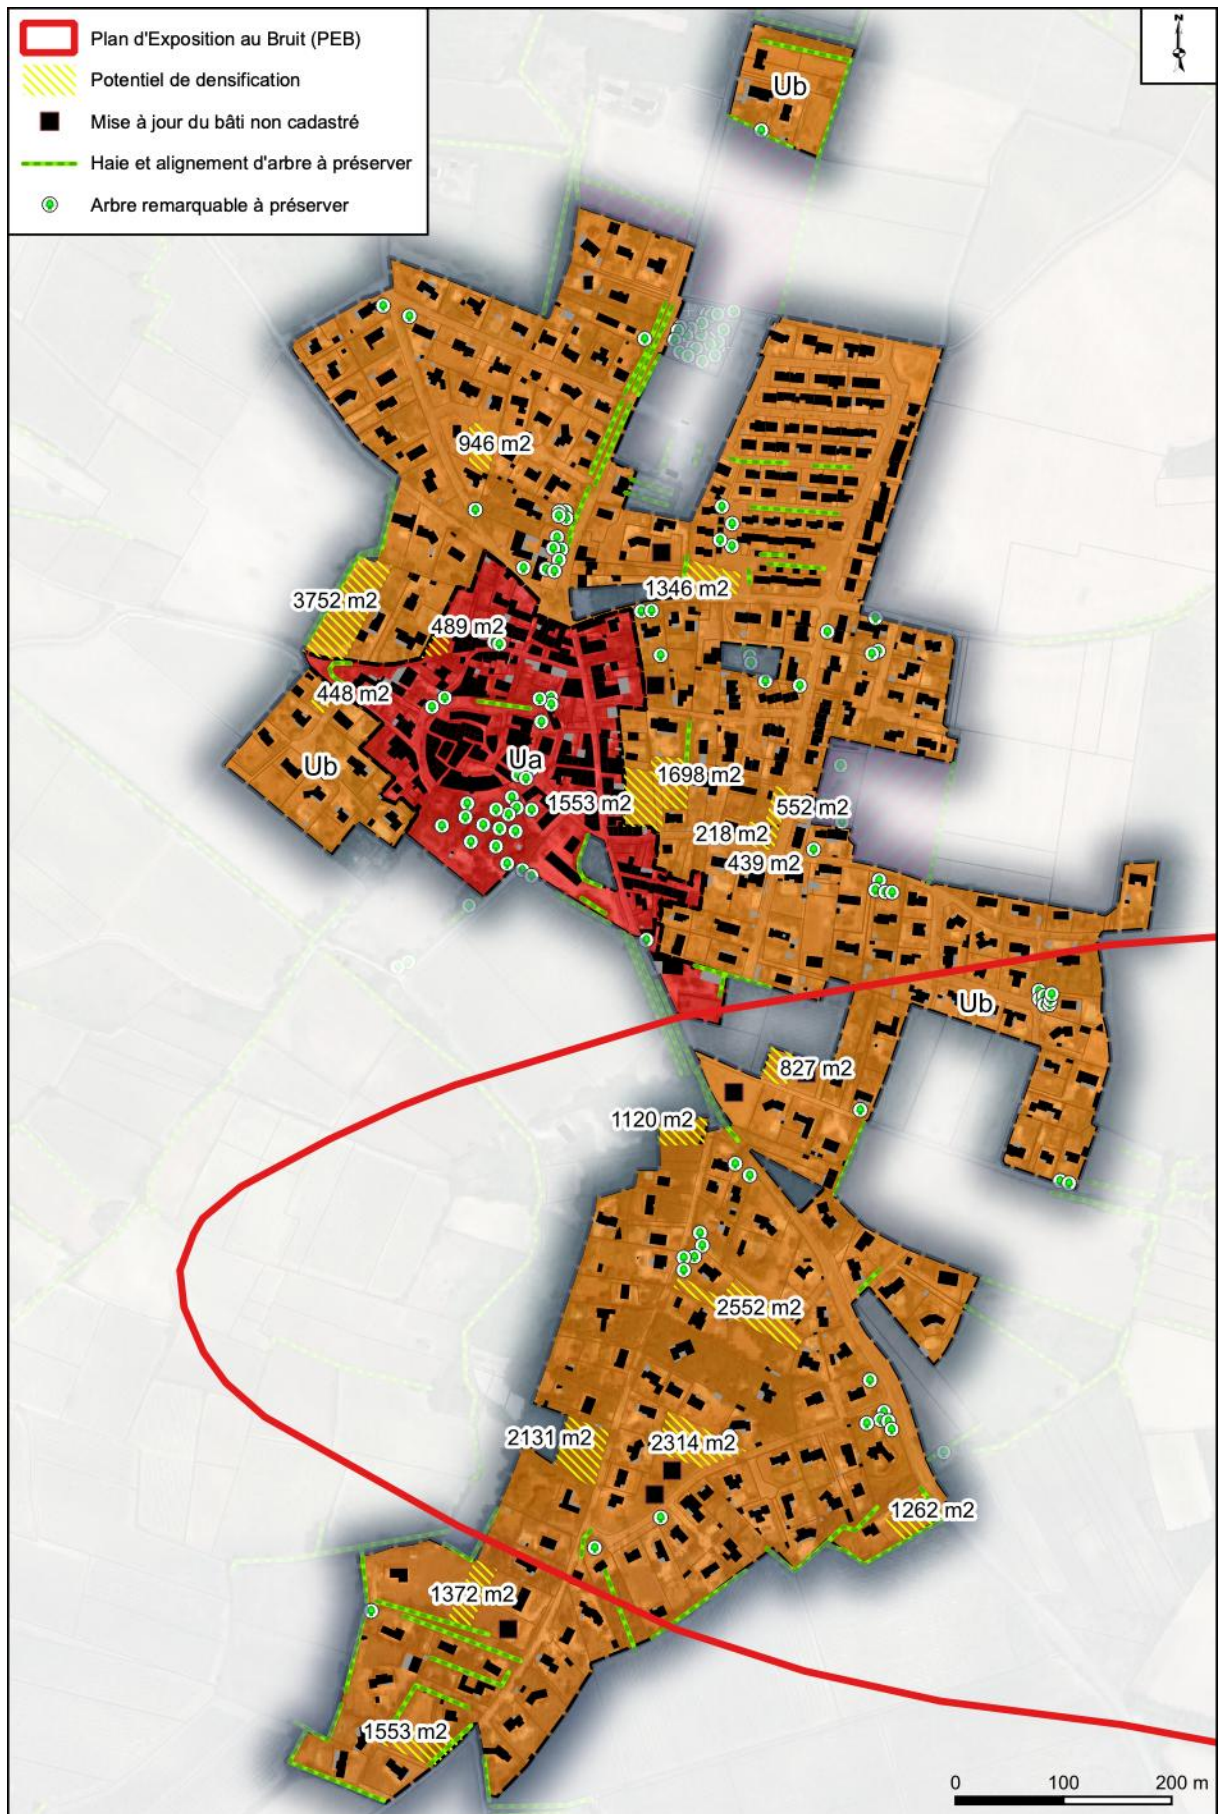 Plan d'Exposition au Bruit (PEB)
Potentiel de densification
Mise à jour du bâti non cadastré
Haie et alignement d'arbre à préserver
Arbre remarquable à préserver
N
Ub
946 m2
1346 m2
3752 m2
489 m2
448 m2
Ub
Ua
1698 m2
1553 m2
552 m2
218 m2
439 m2
Ub
827 m2
1120 m2
2552 m2
2131 m2
2314 m2
1262 m2
1372 m2
1553 m2
0 100 200 m